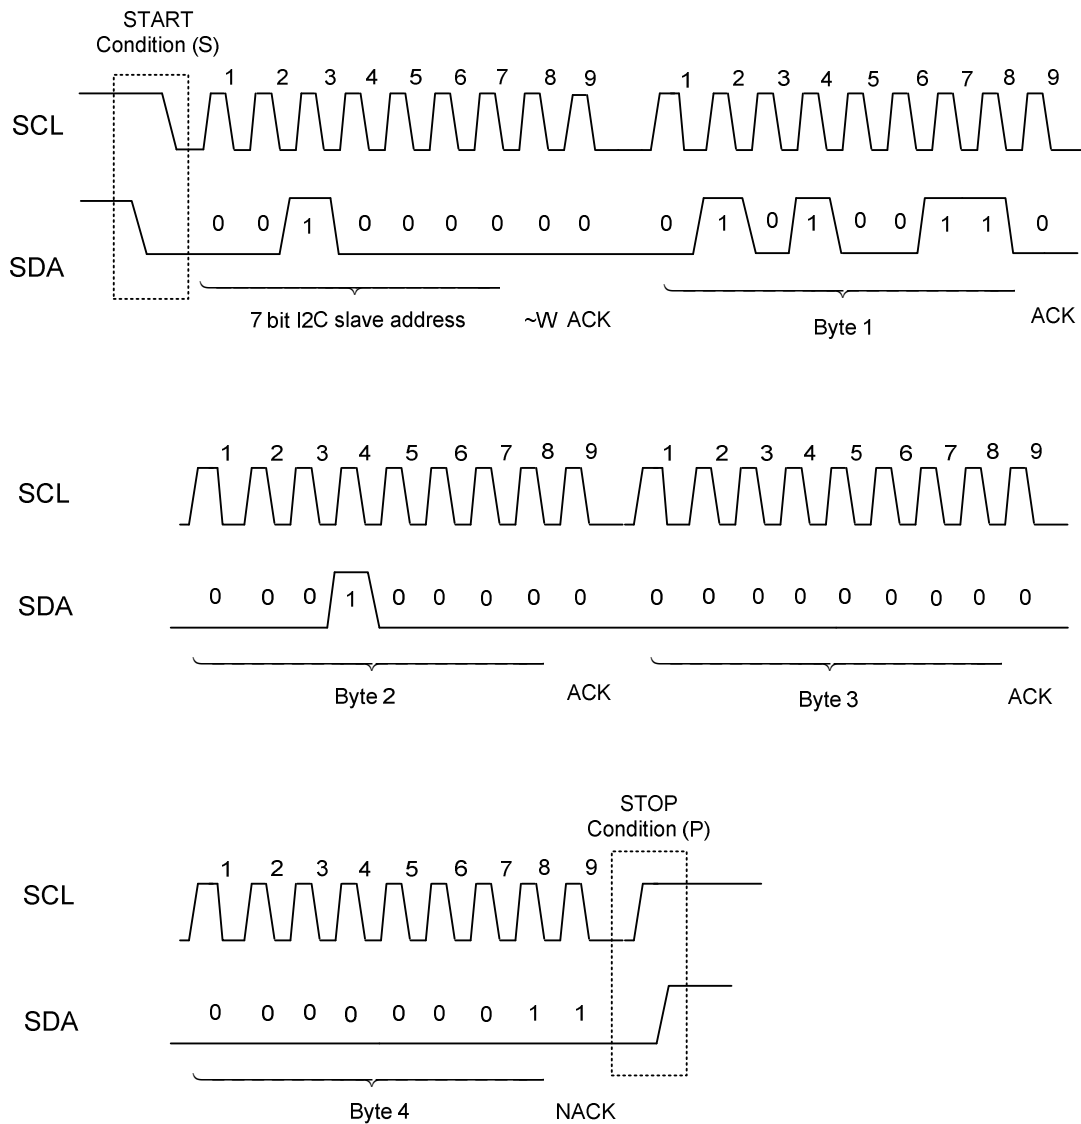 START
Condition (S)
1 2 3 4 5 6 7 8 9 1 2 3 4 5 6 7 8 9
SCL
0 0 1 0 0 0 0 0 0 0 1 0 1 0 0 1 1 0
SDA
7 bit I2C slave address ~W ACK Byte 1 ACK
1 2 3 4 5 6 7 8 9 1 2 3 4 5 6 7 8 9
SCL
0 0 0 1 0 0 0 0 0 0 0 0 0 0 0 0 0 0
SDA
Byte 2 ACK Byte 3 ACK
STOP
Condition (P)
1 2 3 4 5 6 7 8 9
SCL
0 0 0 0 0 0 0 1 1
SDA
Byte 4 NACK